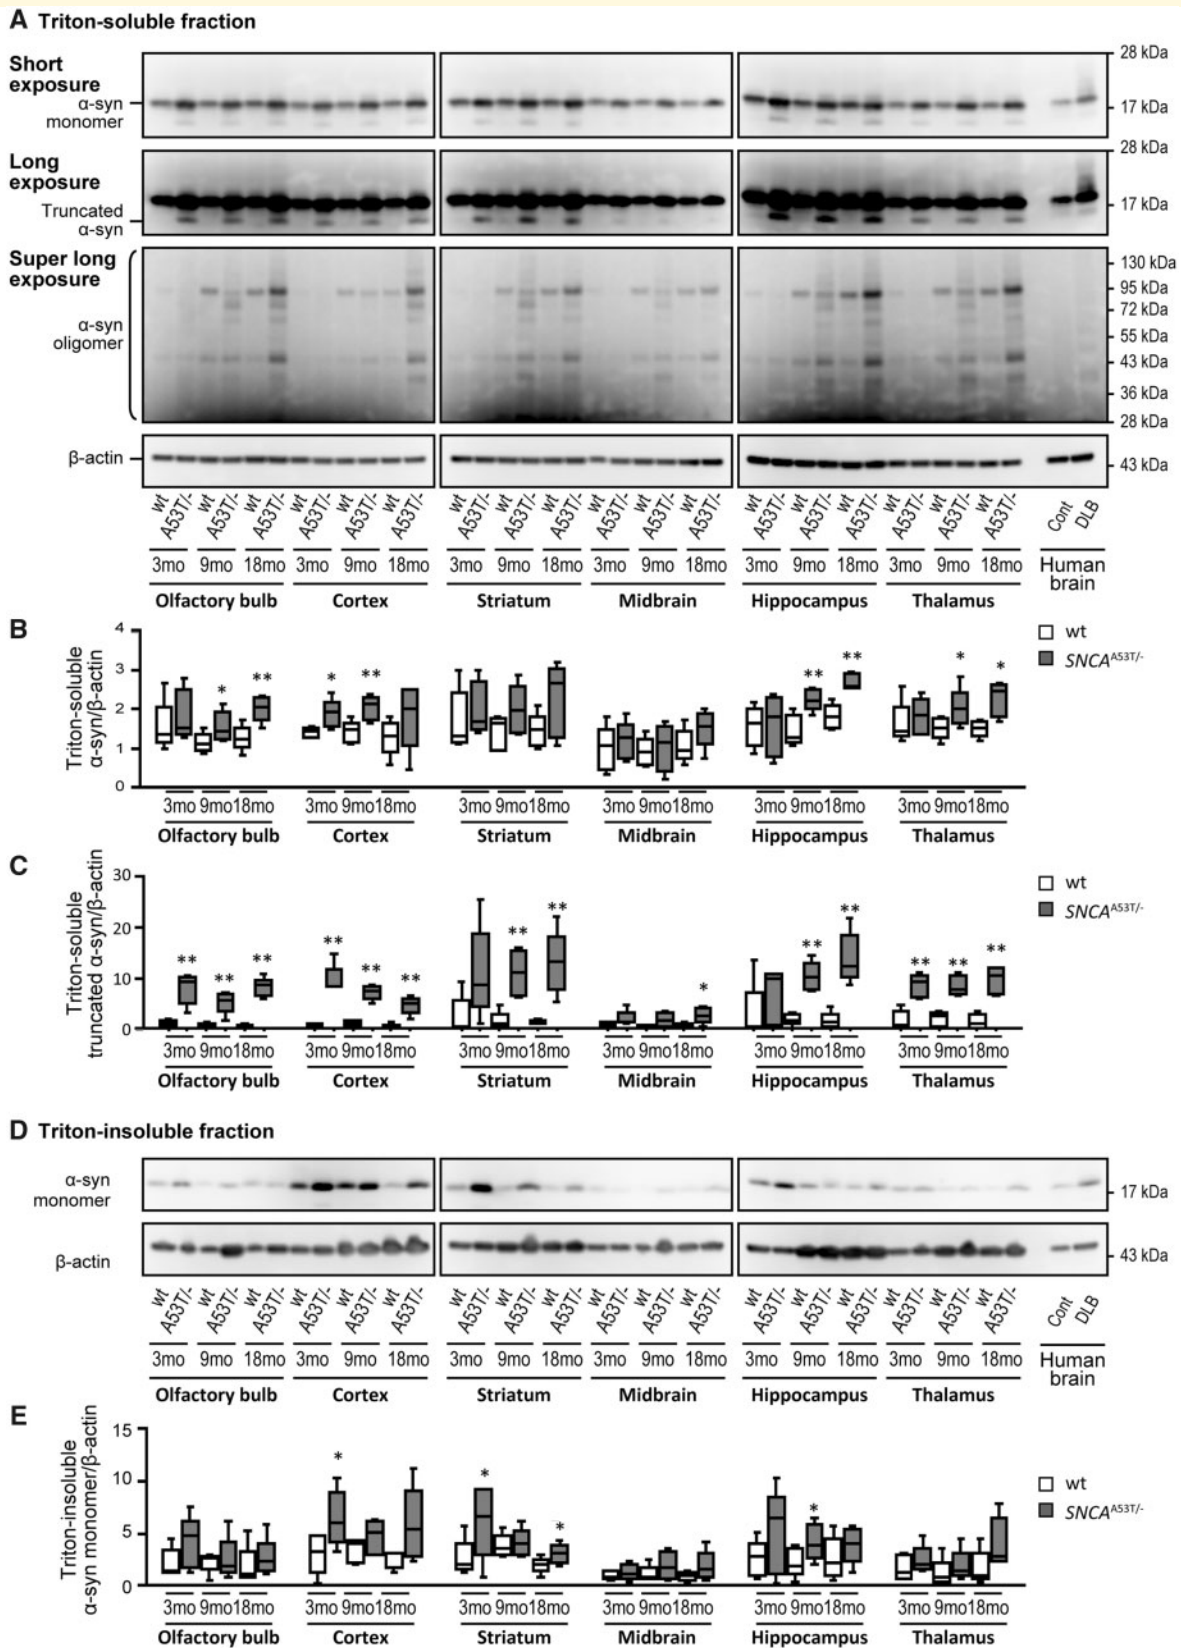 A Triton-soluble fraction
Short
exposure
α-syn
monomer
28 kDa
17 kDa
Long
exposure
Truncated
α-syn
28 kDa
17 kDa
Super long
exposure
α-syn
oligomer
130 kDa
95 kDa
72 kDa
55 kDa
43 kDa
36 kDa
28 kDa
β-actin
43 kDa
wt A53T/- wt A53T/- wt A53T/- wt A53T/- wt A53T/- wt A53T/- wt A53T/- wt A53T/- wt A53T/- wt A53T/- wt A53T/- wt A53T/- wt A53T/- wt A53T/- wt A53T/- wt A53T/- wt A53T/- wt A53T/- Cont DLB
3mo 9mo 18mo 3mo 9mo 18mo 3mo 9mo 18mo 3mo 9mo 18mo 3mo 9mo 18mo 3mo 9mo 18mo Human
brain
Olfactory bulb Cortex Striatum Midbrain Hippocampus Thalamus
B
Triton-soluble
α-syn/β-actin
4
3
2
1
0
* ** * ** ** ** * *
wt
SNCA^A53T/-
3mo 9mo 18mo 3mo 9mo 18mo 3mo 9mo 18mo 3mo 9mo 18mo 3mo 9mo 18mo 3mo 9mo 18mo
Olfactory bulb Cortex Striatum Midbrain Hippocampus Thalamus
C
Triton-soluble
truncated α-syn/β-actin
30
20
10
0
** ** ** ** ** ** ** ** * ** ** ** ** **
wt
SNCA^A53T/-
3mo 9mo 18mo 3mo 9mo 18mo 3mo 9mo 18mo 3mo 9mo 18mo 3mo 9mo 18mo 3mo 9mo 18mo
Olfactory bulb Cortex Striatum Midbrain Hippocampus Thalamus
D Triton-insoluble fraction
α-syn
monomer
17 kDa
β-actin
43 kDa
wt A53T/- wt A53T/- wt A53T/- wt A53T/- wt A53T/- wt A53T/- wt A53T/- wt A53T/- wt A53T/- wt A53T/- wt A53T/- wt A53T/- wt A53T/- wt A53T/- wt A53T/- wt A53T/- wt A53T/- wt A53T/- Cont DLB
3mo 9mo 18mo 3mo 9mo 18mo 3mo 9mo 18mo 3mo 9mo 18mo 3mo 9mo 18mo 3mo 9mo 18mo Human
brain
Olfactory bulb Cortex Striatum Midbrain Hippocampus Thalamus
E
Triton-insoluble
α-syn monomer/β-actin
15
10
5
0
* * * *
wt
SNCA^A53T/-
3mo 9mo 18mo 3mo 9mo 18mo 3mo 9mo 18mo 3mo 9mo 18mo 3mo 9mo 18mo 3mo 9mo 18mo
Olfactory bulb Cortex Striatum Midbrain Hippocampus Thalamus